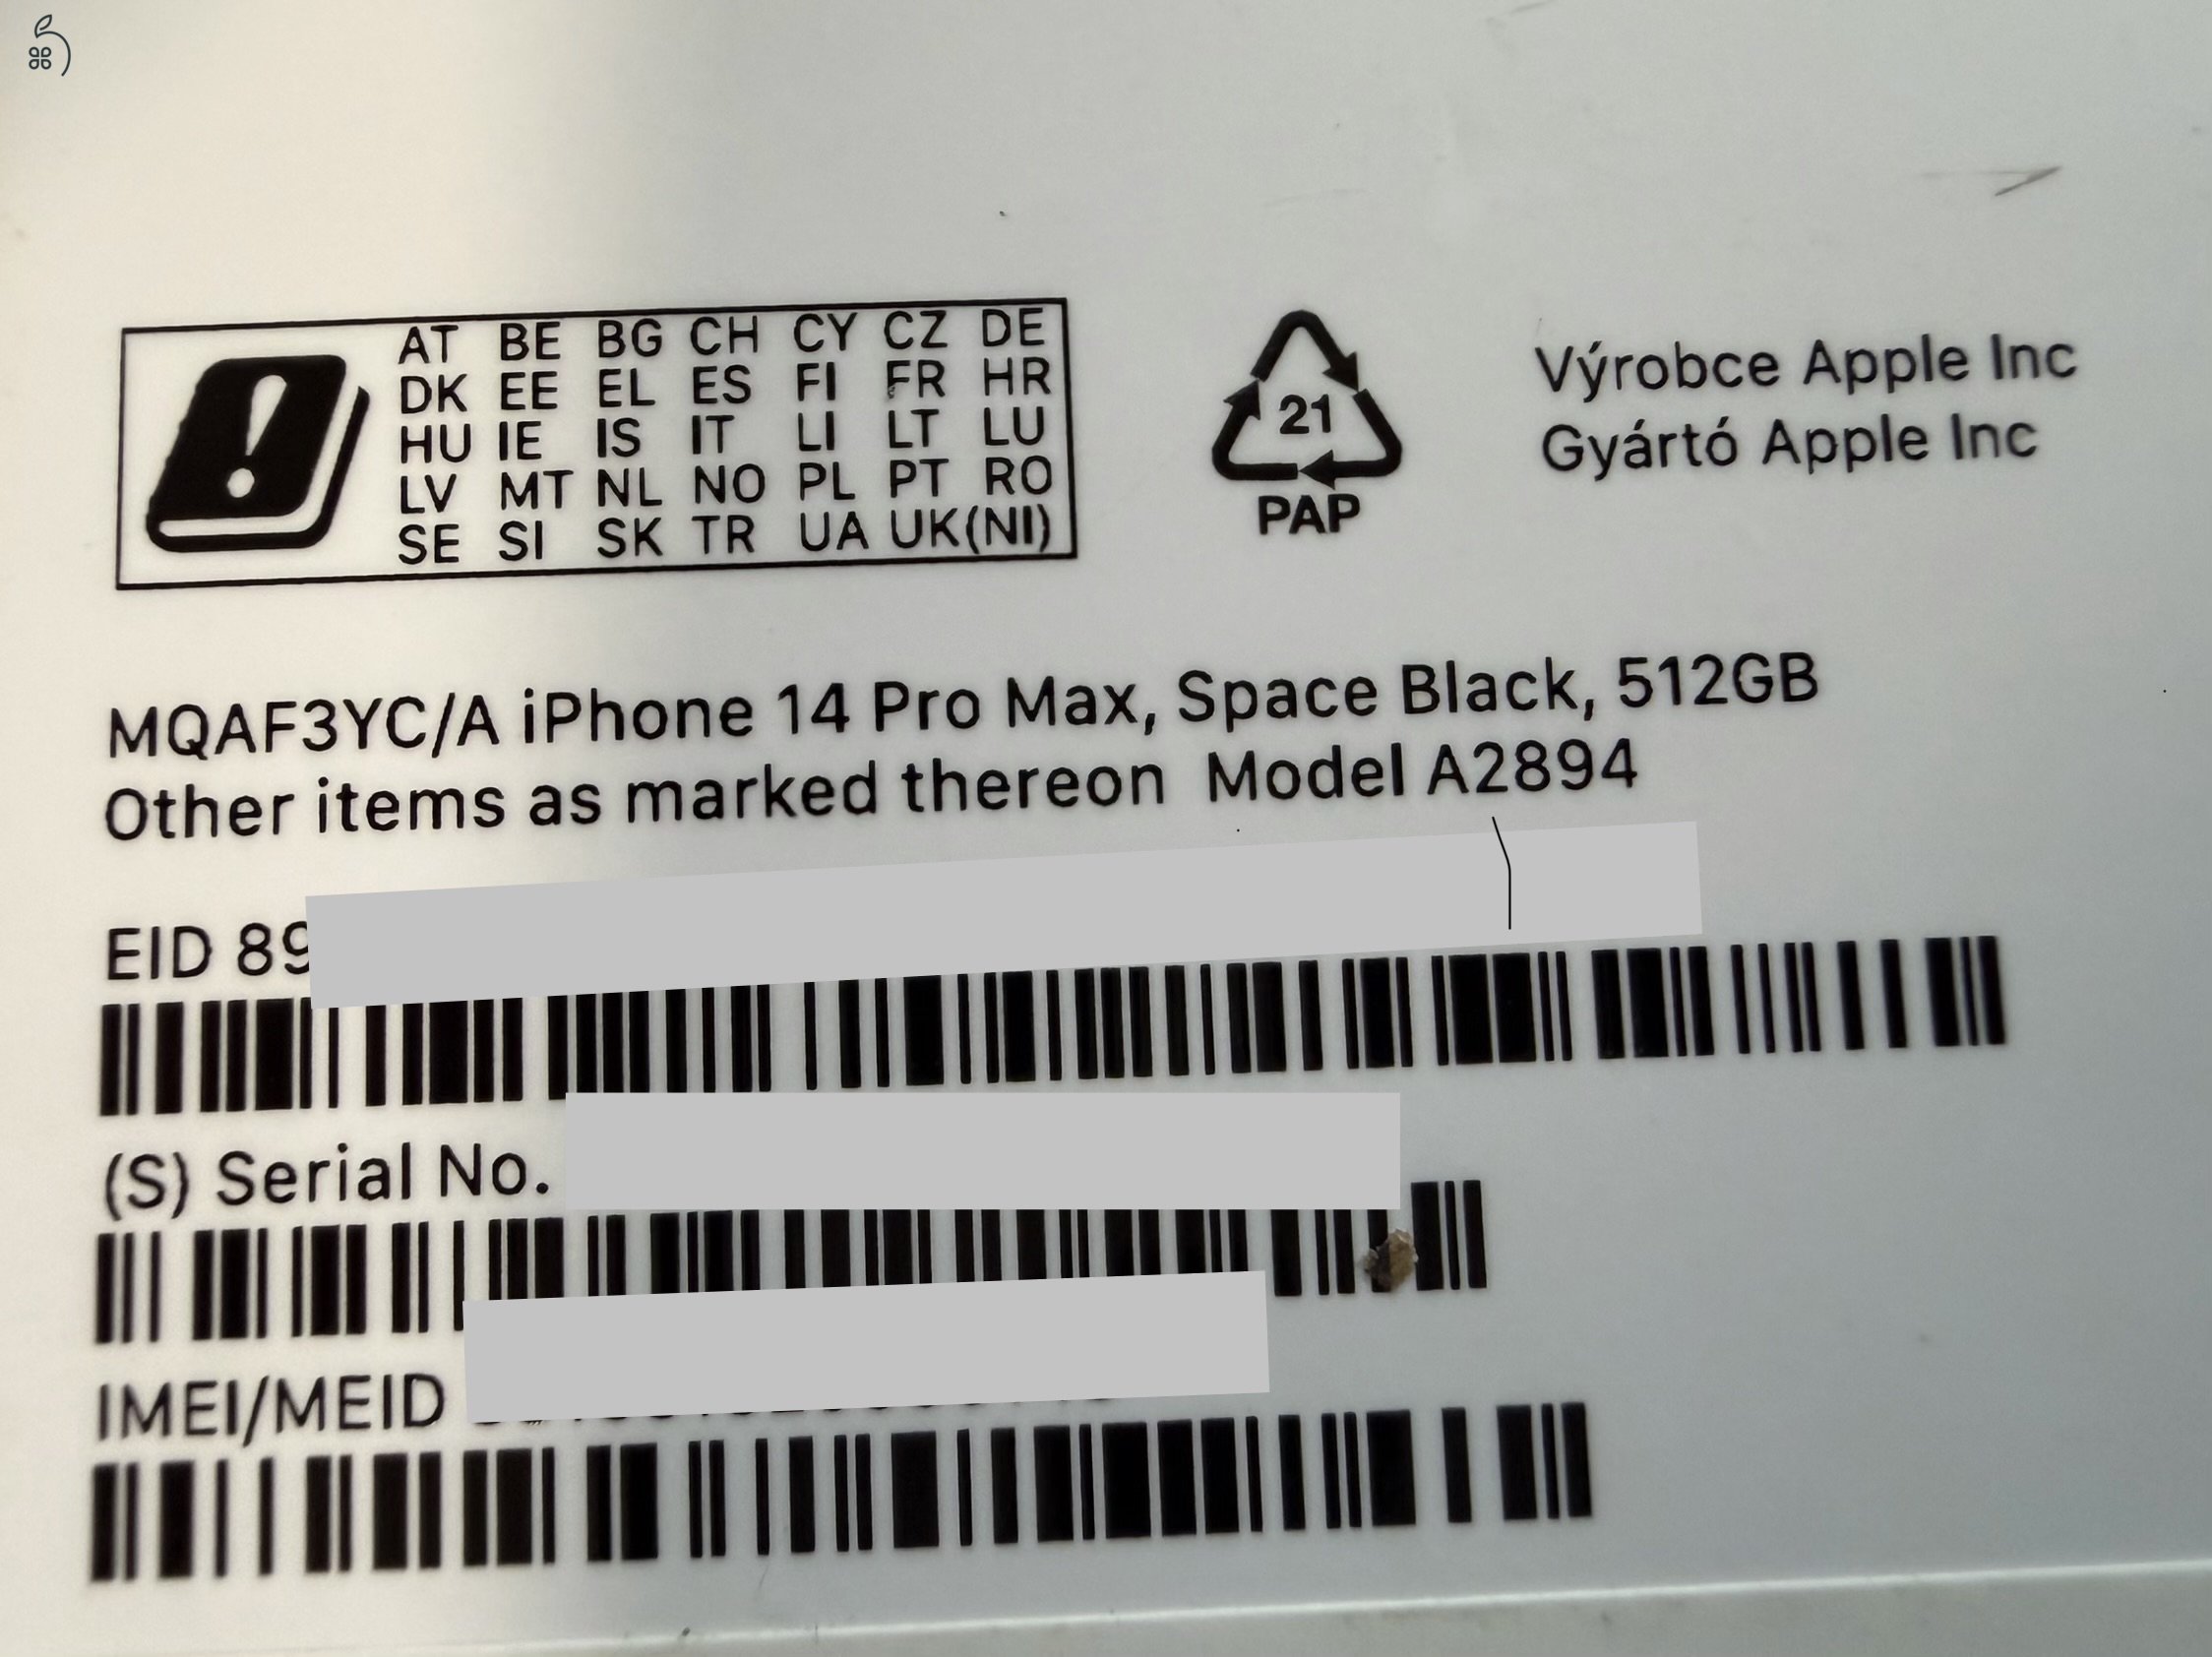 AT BE BG CH CY CZ DE
DK EE EL ES FI FR HR
HU IE IS IT LI LT LU
LV MT NL NO PL PT RO
SE SI SK TR UA UK(NI)
21
PAP
Výrobce Apple Inc
Gyártó Apple Inc
MQAF3YC/A iPhone 14 Pro Max, Space Black, 512GB
Other items as marked thereon Model A2894
EID 89
(S) Serial No.
IMEI/MEID